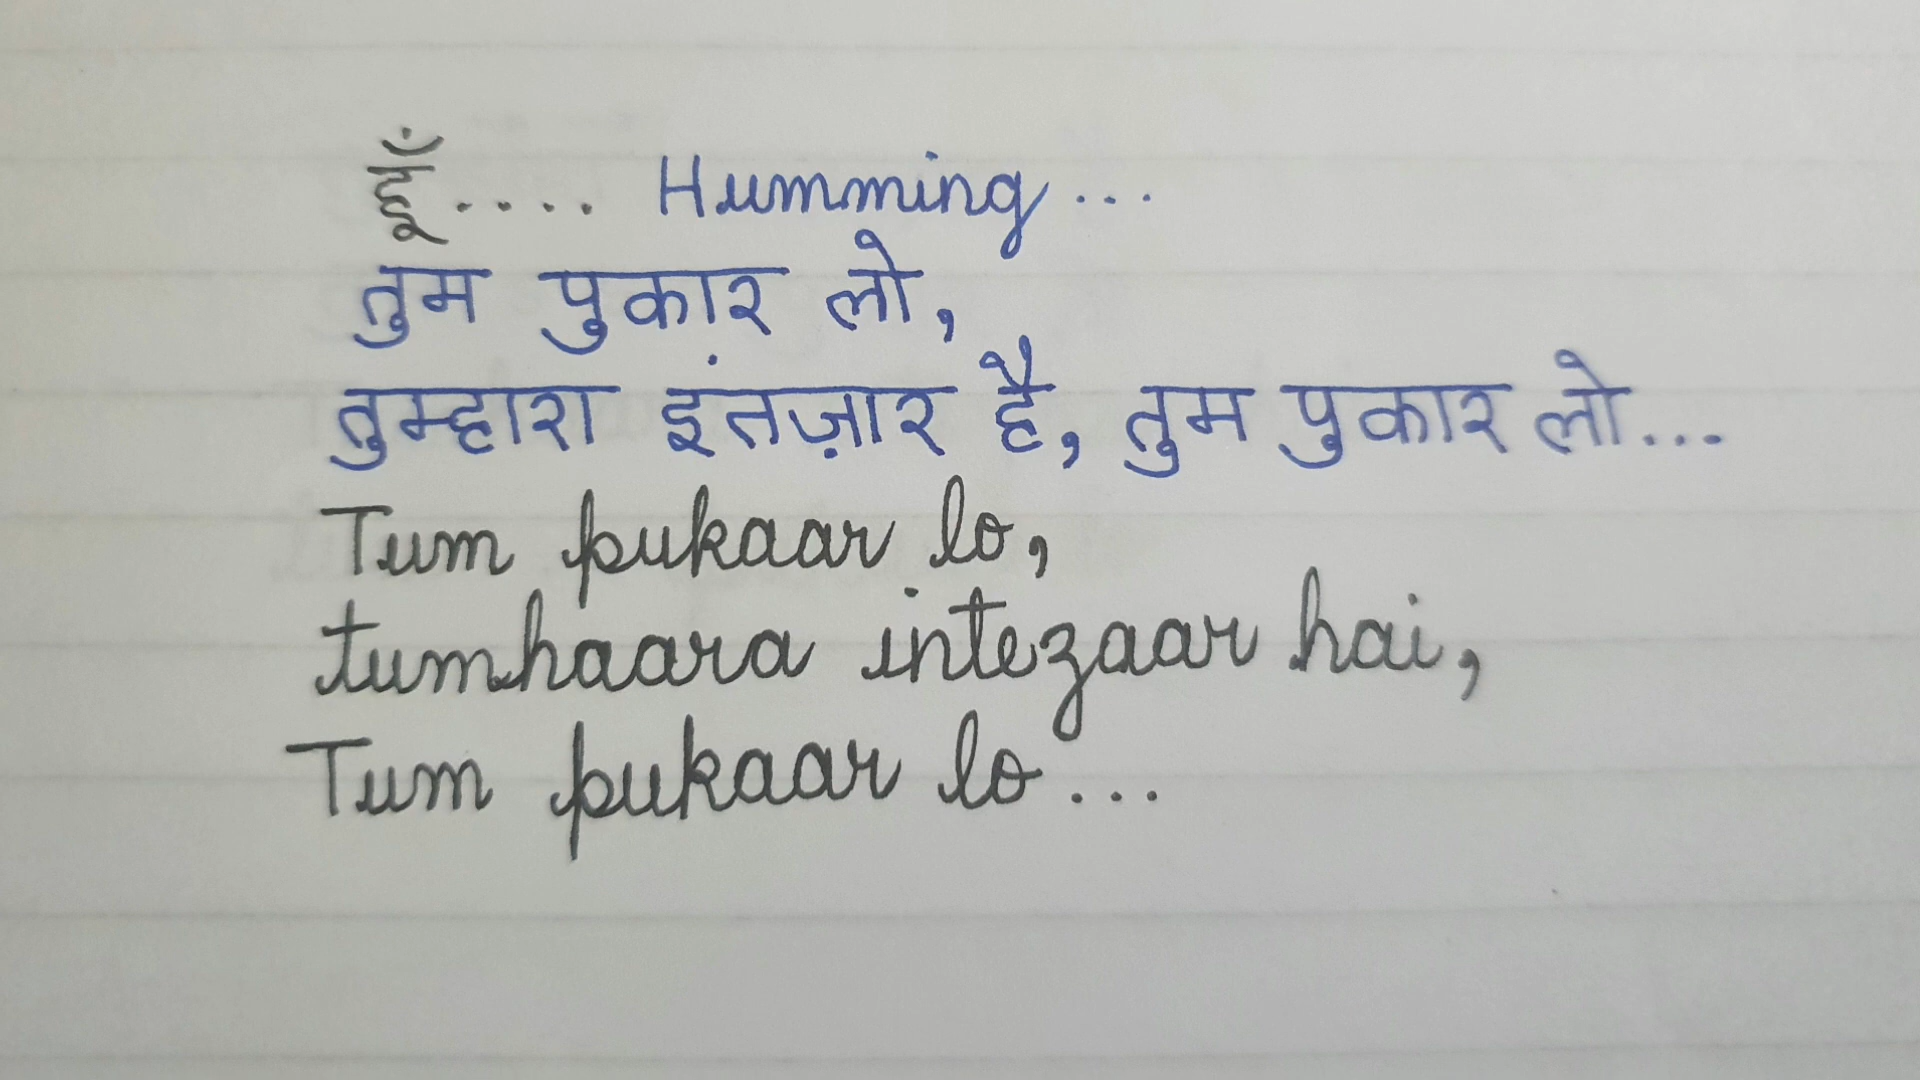 हूँ.... Humming...
तुम पुकार लो,
तुम्हारा इंतज़ार है, तुम पुकार लो...
Tum pukaar lo,
tumhaara intezaar hai,
Tum pukaar lo...